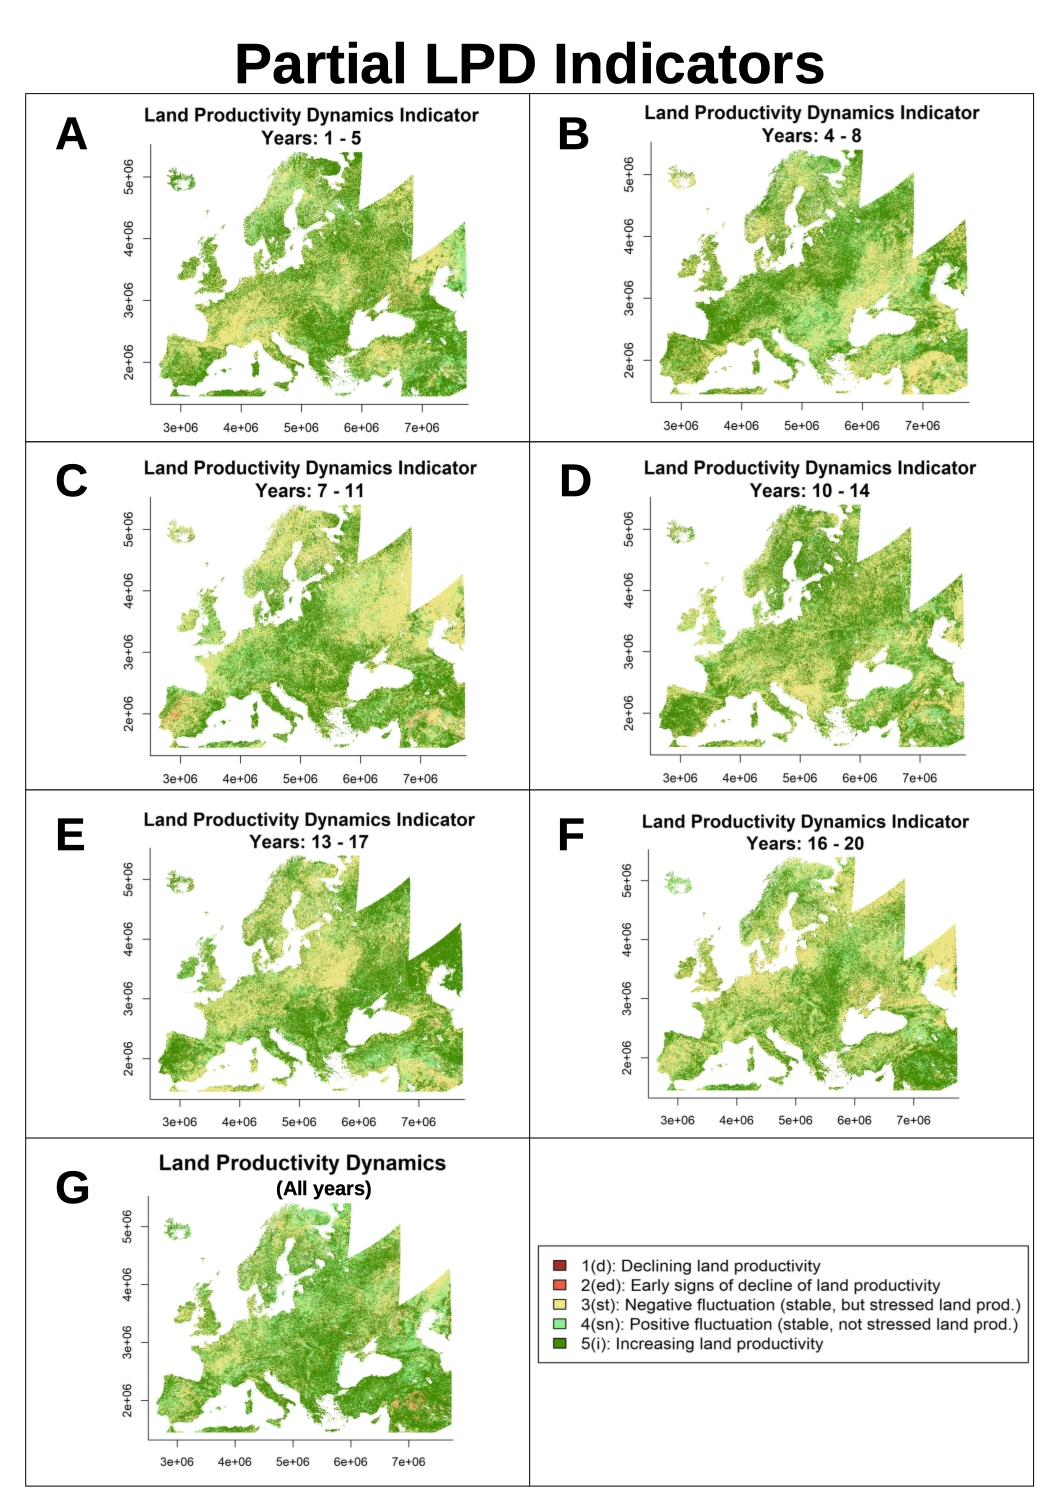 Partial LPD Indicators
A
Land Productivity Dynamics Indicator
Years: 1 - 5
5e+06
4e+06
3e+06
2e+06
3e+06 4e+06 5e+06 6e+06 7e+06
B
Land Productivity Dynamics Indicator
Years: 4 - 8
5e+06
4e+06
3e+06
2e+06
3e+06 4e+06 5e+06 6e+06 7e+06
C
Land Productivity Dynamics Indicator
Years: 7 - 11
5e+06
4e+06
3e+06
2e+06
3e+06 4e+06 5e+06 6e+06 7e+06
D
Land Productivity Dynamics Indicator
Years: 10 - 14
5e+06
4e+06
3e+06
2e+06
3e+06 4e+06 5e+06 6e+06 7e+06
E
Land Productivity Dynamics Indicator
Years: 13 - 17
5e+06
4e+06
3e+06
2e+06
3e+06 4e+06 5e+06 6e+06 7e+06
F
Land Productivity Dynamics Indicator
Years: 16 - 20
5e+06
4e+06
3e+06
2e+06
3e+06 4e+06 5e+06 6e+06 7e+06
G
Land Productivity Dynamics
(All years)
5e+06
4e+06
3e+06
2e+06
3e+06 4e+06 5e+06 6e+06 7e+06
1(d): Declining land productivity
2(ed): Early signs of decline of land productivity
3(st): Negative fluctuation (stable, but stressed land prod.)
4(sn): Positive fluctuation (stable, not stressed land prod.)
5(i): Increasing land productivity